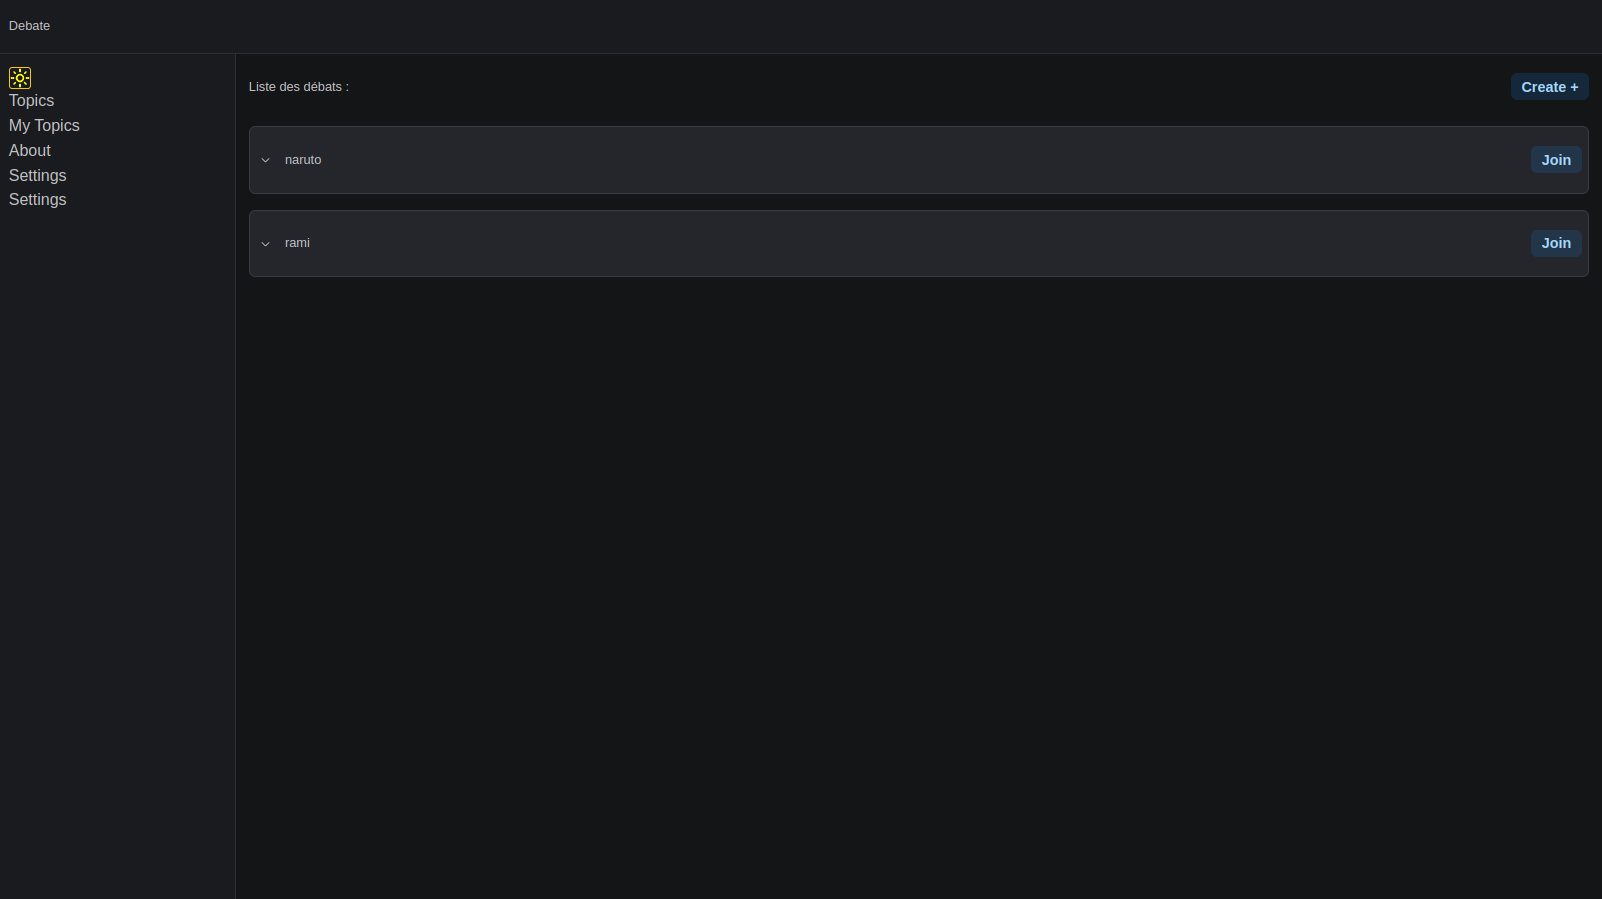 Debate
Topics
My Topics
About
Settings
Settings
Liste des débats :
Create +
naruto
Join
rami
Join